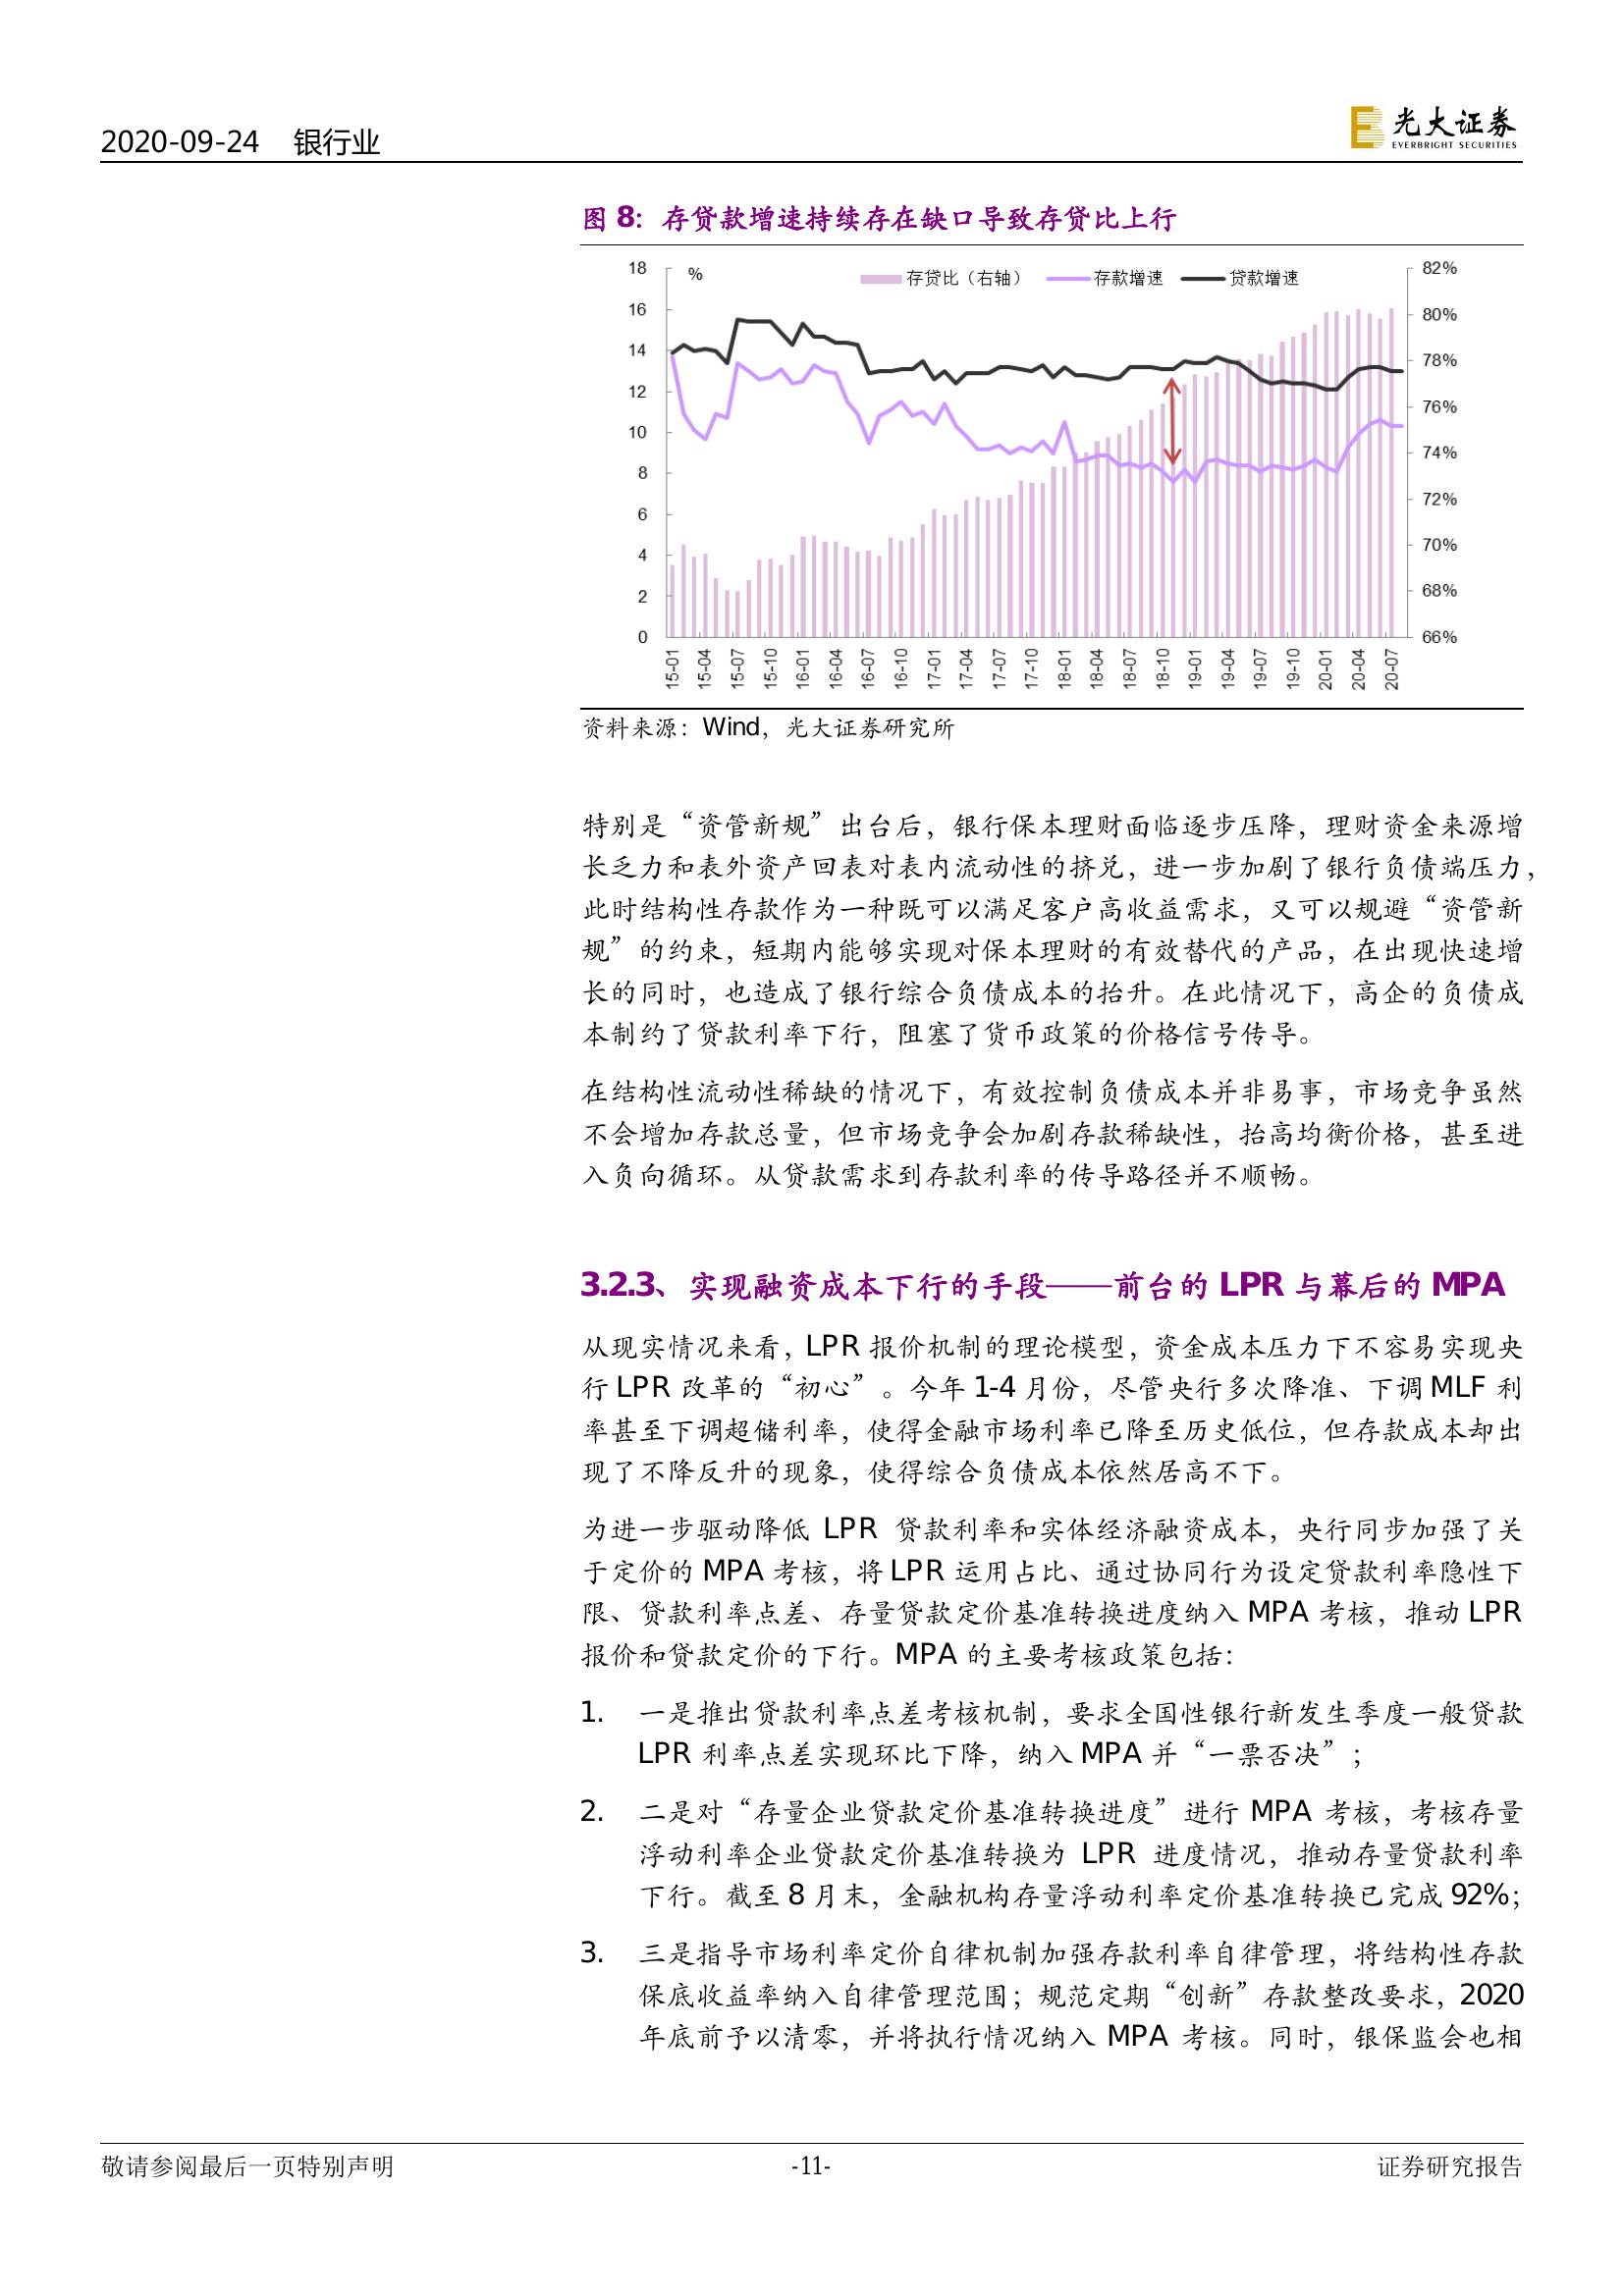 2020-09-24 银行业
光大证券
EVERBRIGHT SECURITIES
图 8：存贷款增速持续存在缺口导致存贷比上行
% 存贷比（右轴） 存款增速 贷款增速
18
16
14
12
10
8
6
4
2
0
82%
80%
78%
76%
74%
72%
70%
68%
66%
15-01 15-04 15-07 15-10 16-01 16-04 16-07 16-10 17-01 17-04 17-07 17-10 18-01 18-04 18-07 18-10 19-01 19-04 19-07 19-10 20-01 20-04 20-07
资料来源：Wind，光大证券研究所
特别是“资管新规”出台后，银行保本理财面临逐步压降，理财资金来源增
长乏力和表外资产回表对表内流动性的挤兑，进一步加剧了银行负债端压力，
此时结构性存款作为一种既可以满足客户高收益需求，又可以规避“资管新
规”的约束，短期内能够实现对保本理财的有效替代的产品，在出现快速增
长的同时，也造成了银行综合负债成本的抬升。在此情况下，高企的负债成
本制约了贷款利率下行，阻塞了货币政策的价格信号传导。
在结构性流动性稀缺的情况下，有效控制负债成本并非易事，市场竞争虽然
不会增加存款总量，但市场竞争会加剧存款稀缺性，抬高均衡价格，甚至进
入负向循环。从贷款需求到存款利率的传导路径并不顺畅。
3.2.3、实现融资成本下行的手段——前台的 LPR 与幕后的 MPA
从现实情况来看，LPR 报价机制的理论模型，资金成本压力下不容易实现央
行 LPR 改革的“初心”。今年 1-4 月份，尽管央行多次降准、下调 MLF 利
率甚至下调超储利率，使得金融市场利率已降至历史低位，但存款成本却出
现了不降反升的现象，使得综合负债成本依然居高不下。
为进一步驱动降低 LPR 贷款利率和实体经济融资成本，央行同步加强了关
于定价的 MPA 考核，将 LPR 运用占比、通过协同行为设定贷款利率隐性下
限、贷款利率点差、存量贷款定价基准转换进度纳入 MPA 考核，推动 LPR
报价和贷款定价的下行。MPA 的主要考核政策包括：
1. 一是推出贷款利率点差考核机制，要求全国性银行新发生季度一般贷款
LPR 利率点差实现环比下降，纳入 MPA 并“一票否决”；
2. 二是对“存量企业贷款定价基准转换进度”进行 MPA 考核，考核存量
浮动利率企业贷款定价基准转换为 LPR 进度情况，推动存量贷款利率
下行。截至 8 月末，金融机构存量浮动利率定价基准转换已完成 92%；
3. 三是指导市场利率定价自律机制加强存款利率自律管理，将结构性存款
保底收益率纳入自律管理范围；规范定期“创新”存款整改要求，2020
年底前予以清零，并将执行情况纳入 MPA 考核。同时，银保监会也相
敬请参阅最后一页特别声明 -11- 证券研究报告